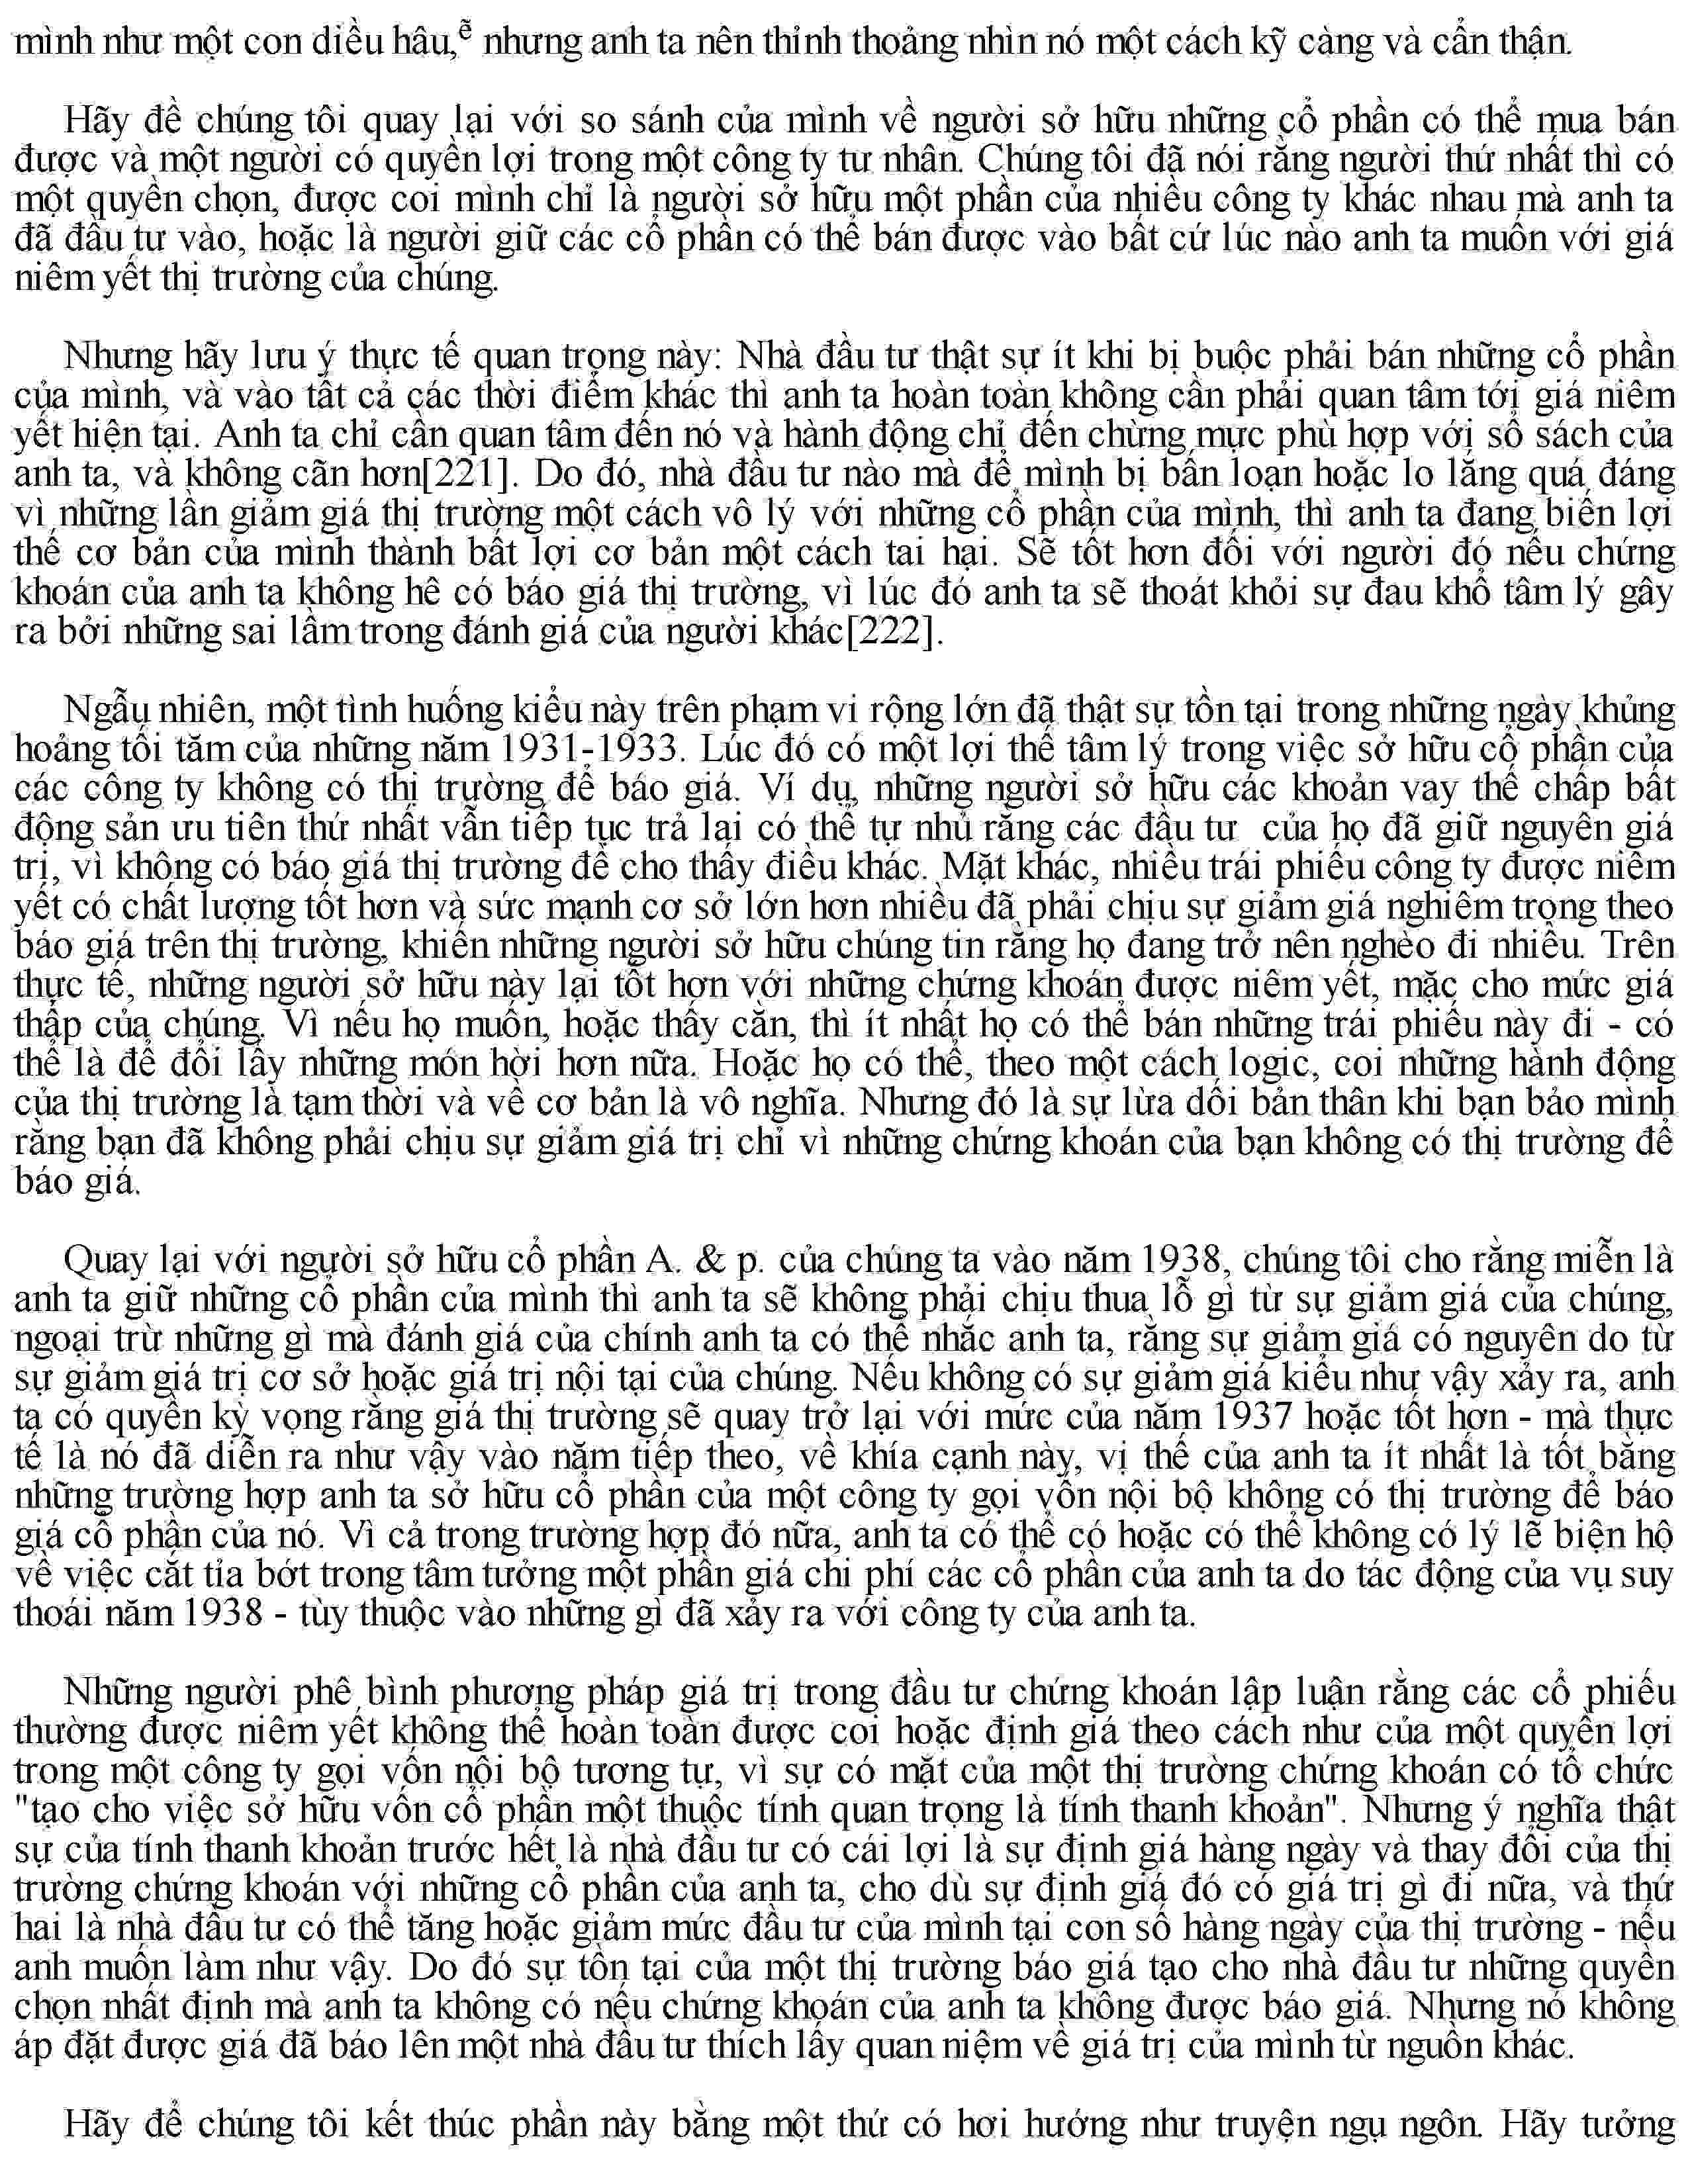 mình như một con diều hâu,ễ nhưng anh ta nên thỉnh thoảng nhìn nó một cách kỹ càng và cẩn thận.
Hãy đề chúng tôi quay lại với so sánh của mình về người sở hữu những cổ phần có thể mua bán
được và một người có quyền lợi trong một công ty tư nhân. Chúng tôi đã nói rằng người thứ nhất thì có
một quyền chọn, được coi mình chỉ là người sở hữu một phần của nhiều công ty khác nhau mà anh ta
đã đầu tư vào, hoặc là người giữ các cổ phần có thể bán được vào bất cứ lúc nào anh ta muốn với giá
niêm yết thị trường của chúng.
Nhưng hãy lưu ý thực tế quan trọng này: Nhà đầu tư thật sự ít khi bị buộc phải bán những cổ phần
của mình, và vào tất cả các thời điểm khác thì anh ta hoàn toàn không cần phải quan tâm tới giá niêm
yết hiện tại. Anh ta chỉ cần quan tâm đến nó và hành động chỉ đến chừng mực phù hợp với sổ sách của
anh ta, và không cãn hơn[221]. Do đó, nhà đầu tư nào mà để mình bị bấn loạn hoặc lo lắng quá đáng
vì những lần giảm giá thị trường một cách vô lý với những cổ phần của mình, thì anh ta đang biến lợi
thế cơ bản của mình thành bất lợi cơ bản một cách tai hại. Sẽ tốt hơn đối với người đó nếu chứng
khoán của anh ta không hê có báo giá thị trường, vì lúc đó anh ta sẽ thoát khỏi sự đau khổ tâm lý gây
ra bởi những sai lầm trong đánh giá của người khác[222].
Ngẫu nhiên, một tình huống kiểu này trên phạm vi rộng lớn đã thật sự tồn tại trong những ngày khủng
hoảng tối tăm của những năm 1931-1933. Lúc đó có một lợi thế tâm lý trong việc sở hữu cổ phần của
các công ty không có thị trường để báo giá. Ví dụ, những người sở hữu các khoản vay thế chấp bất
động sản ưu tiên thứ nhất vẫn tiếp tục trả lại có thể tự nhủ rằng các đầu tư của họ đã giữ nguyên giá
trị, vì không có báo giá thị trường để cho thấy điều khác. Mặt khác, nhiều trái phiếu công ty được niêm
yết có chất lượng tốt hơn và sức mạnh cơ sở lớn hơn nhiều đã phải chịu sự giảm giá nghiêm trọng theo
báo giá trên thị trường, khiến những người sở hữu chúng tin rằng họ đang trở nên nghèo đi nhiều. Trên
thực tế, những người sở hữu này lại tốt hơn với những chứng khoán được niêm yết, mặc cho mức giá
thấp của chúng. Vì nếu họ muốn, hoặc thấy cần, thì ít nhất họ có thể bán những trái phiếu này đi - có
thể là để đổi lấy những món hời hơn nữa. Hoặc họ có thể, theo một cách logic, coi những hành động
của thị trường là tạm thời và về cơ bản là vô nghĩa. Nhưng đó là sự lừa dối bản thân khi bạn bảo mình
rằng bạn đã không phải chịu sự giảm giá trị chỉ vì những chứng khoán của bạn không có thị trường để
báo giá.
Quay lại với người sở hữu cổ phần A. & p. của chúng ta vào năm 1938, chúng tôi cho rằng miễn là
anh ta giữ những cổ phần của mình thì anh ta sẽ không phải chịu thua lỗ gì từ sự giảm giá của chúng,
ngoại trừ những gì mà đánh giá của chính anh ta có thể nhắc anh ta, rằng sự giảm giá có nguyên do từ
sự giảm giá trị cơ sở hoặc giá trị nội tại của chúng. Nếu không có sự giảm giá kiểu như vậy xảy ra, anh
ta có quyền kỳ vọng rằng giá thị trường sẽ quay trở lại với mức của năm 1937 hoặc tốt hơn - mà thực
tế là nó đã diễn ra như vậy vào năm tiếp theo, về khía cạnh này, vị thế của anh ta ít nhất là tốt bằng
những trường hợp anh ta sở hữu cổ phần của một công ty gọi vốn nội bộ không có thị trường để báo
giá cổ phần của nó. Vì cả trong trường hợp đó nữa, anh ta có thể có hoặc có thể không có lý lẽ biện hộ
về việc cắt tỉa bớt trong tâm tưởng một phần giá chi phí các cổ phần của anh ta do tác động của vụ suy
thoái năm 1938 - tùy thuộc vào những gì đã xảy ra với công ty của anh ta.
Những người phê bình phương pháp giá trị trong đầu tư chứng khoán lập luận rằng các cổ phiếu
thường được niêm yết không thể hoàn toàn được coi hoặc định giá theo cách như của một quyền lợi
trong một công ty gọi vốn nội bộ tương tự, vì sự có mặt của một thị trường chứng khoán có tổ chức
"tạo cho việc sở hữu vốn cổ phần một thuộc tính quan trọng là tính thanh khoản". Nhưng ý nghĩa thật
sự của tính thanh khoản trước hết là nhà đầu tư có cái lợi là sự định giá hàng ngày và thay đổi của thị
trường chứng khoán với những cổ phần của anh ta, cho dù sự định giá đó có giá trị gì đi nữa, và thứ
hai là nhà đầu tư có thể tăng hoặc giảm mức đầu tư của mình tại con số hàng ngày của thị trường - nếu
anh muốn làm như vậy. Do đó sự tồn tại của một thị trường báo giá tạo cho nhà đầu tư những quyền
chọn nhất định mà anh ta không có nếu chứng khoán của anh ta không được báo giá. Nhưng nó không
áp đặt được giá đã báo lên một nhà đầu tư thích lấy quan niệm về giá trị của mình từ nguồn khác.
Hãy để chúng tôi kết thúc phần này bằng một thứ có hơi hướng như truyện ngụ ngôn. Hãy tưởng